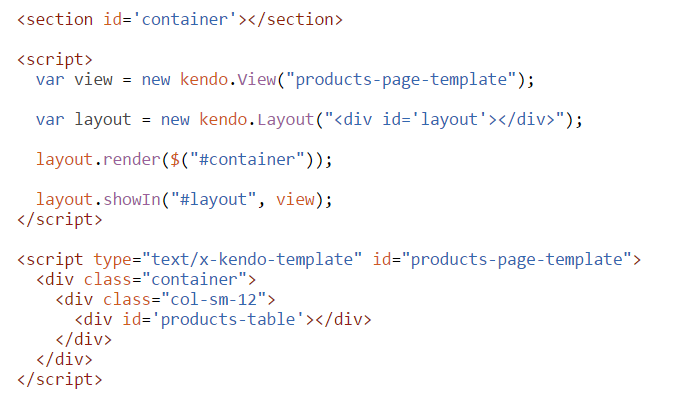 <section id='container'></section>
<script>
var view = new kendo.View("products-page-template");
var layout = new kendo.Layout("<div id='layout'></div>");
layout.render($("#container"));
layout.showIn("#layout", view);
</script>
<script type="text/x-kendo-template" id="products-page-template">
<div class="container">
<div class="col-sm-12">
<div id='products-table'></div>
</div>
</div>
</script>